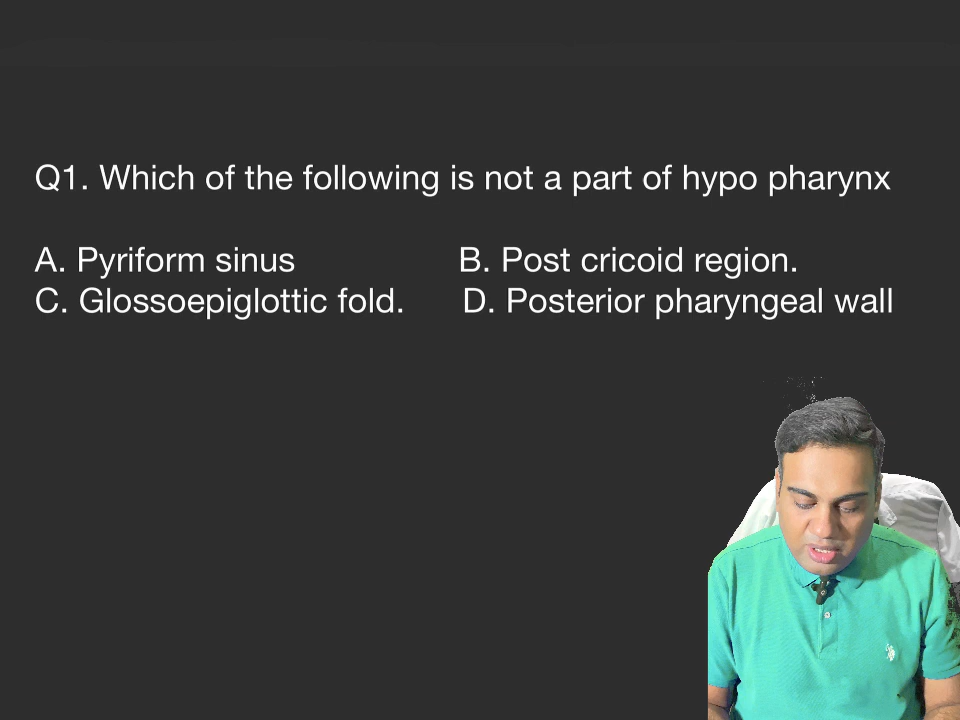 Q1. Which of the following is not a part of hypo pharynx
A. Pyriform sinus B. Post cricoid region.
C. Glossoepiglottic fold. D. Posterior pharyngeal wall